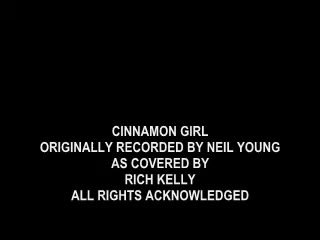 CINNAMON GIRL
ORIGINALLY RECORDED BY NEIL YOUNG
AS COVERED BY
RICH KELLY
ALL RIGHTS ACKNOWLEDGED